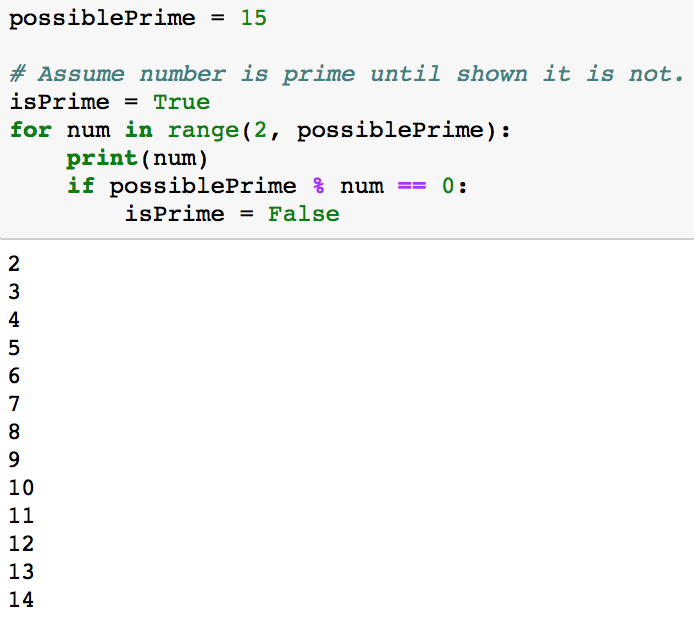 possiblePrime = 15
# Assume number is prime until shown it is not.
isPrime = True
for num in range(2, possiblePrime):
    print(num)
    if possiblePrime % num == 0:
        isPrime = False
2
3
4
5
6
7
8
9
10
11
12
13
14